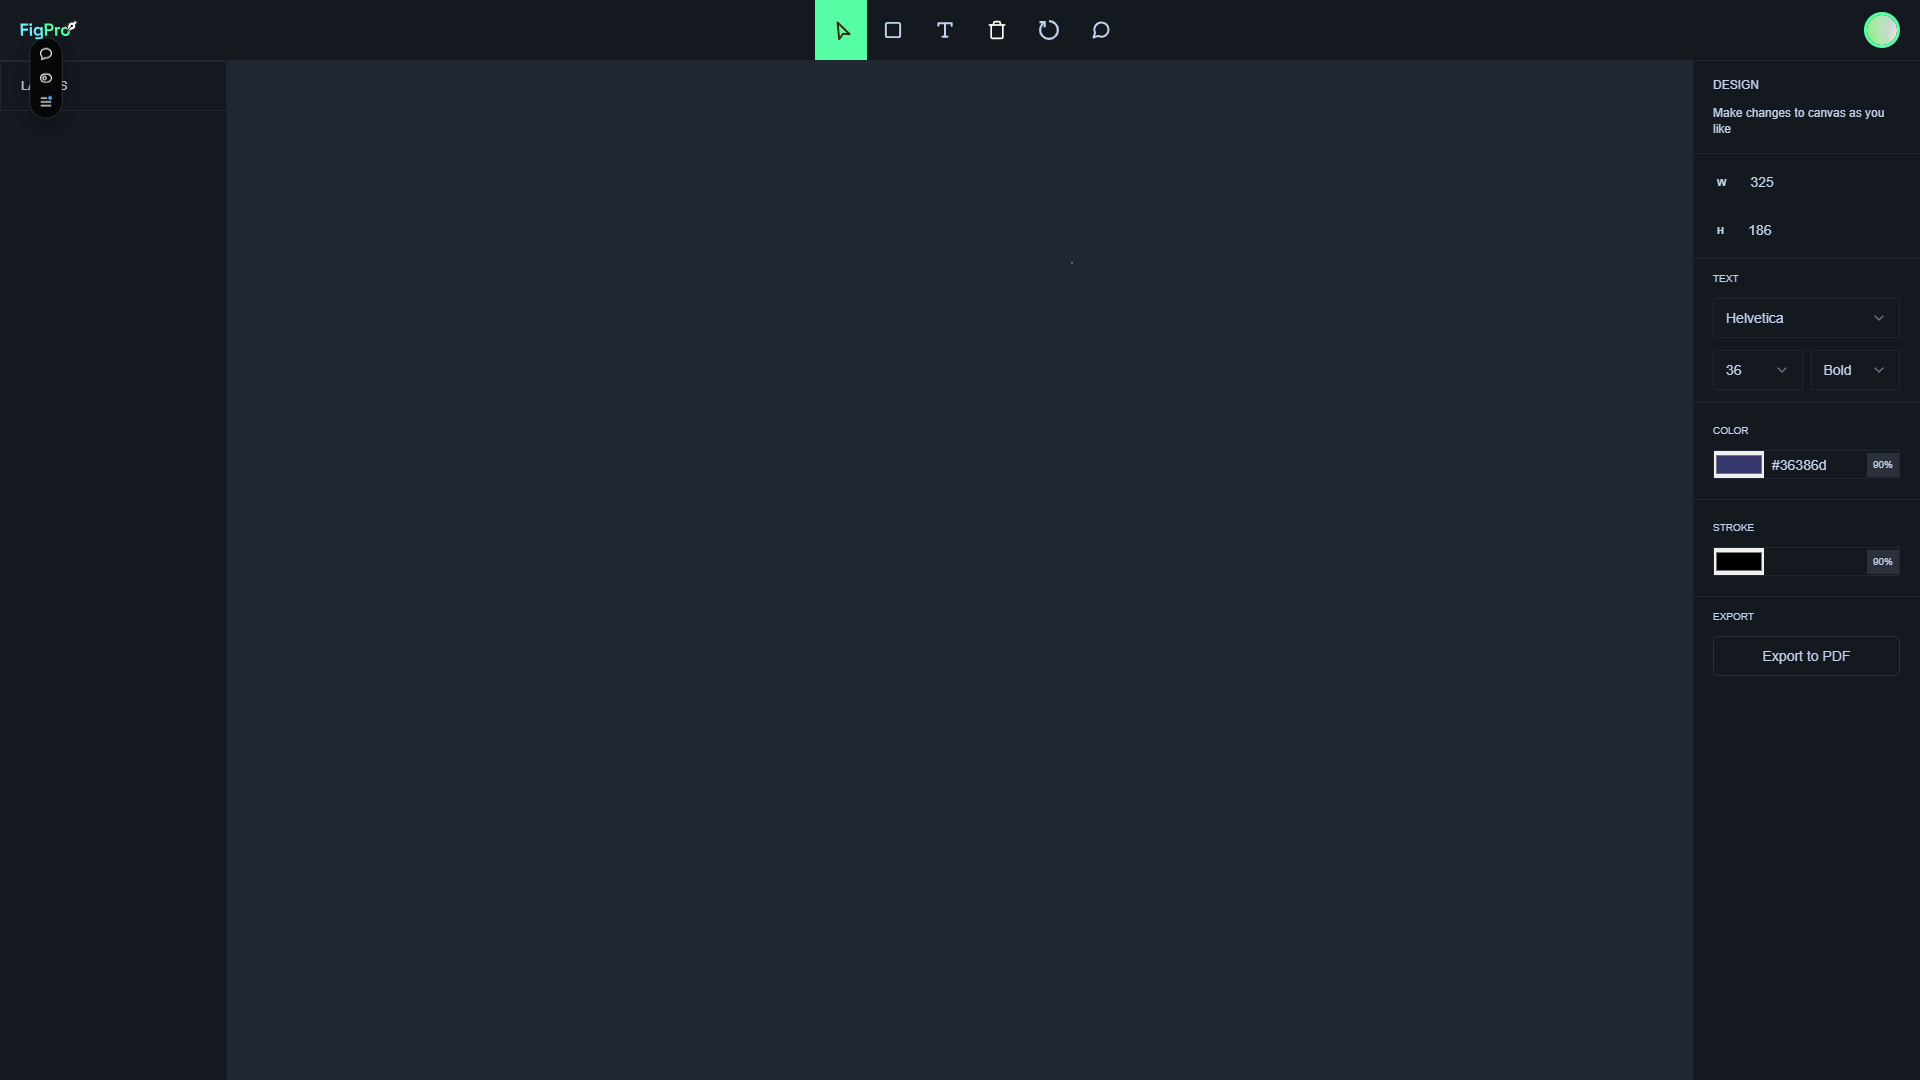 FigPro
DESIGN
Make changes to canvas as you
like
W 325
H 186
TEXT
Helvetica
36 Bold
COLOR
#36386d 90%
STROKE
90%
EXPORT
Export to PDF